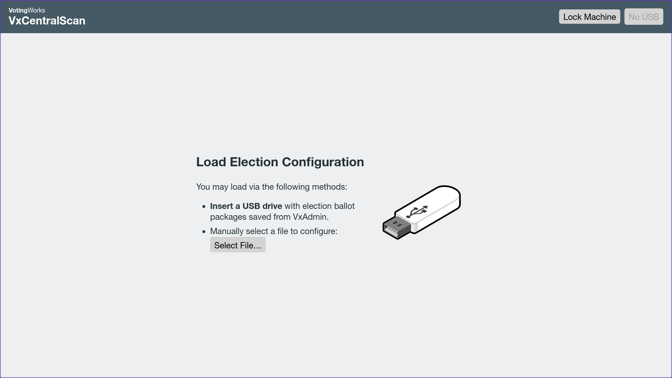 VotingWorks
VxCentralScan
Lock Machine
No USB
Load Election Configuration
You may load via the following methods:
• Insert a USB drive with election ballot
packages saved from VxAdmin.
• Manually select a file to configure:
Select File…